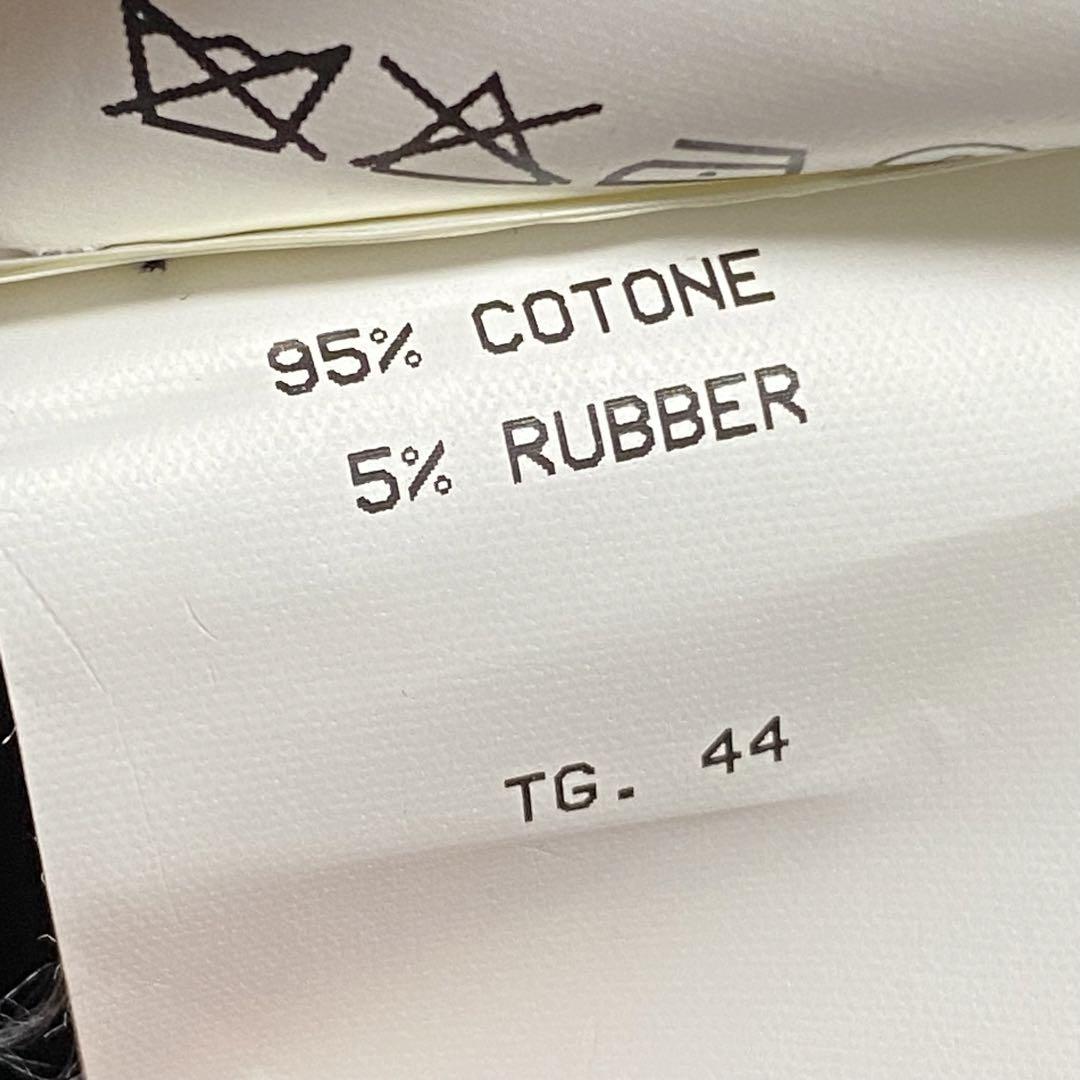 95% COTONE
5% RUBBER
TG. 44